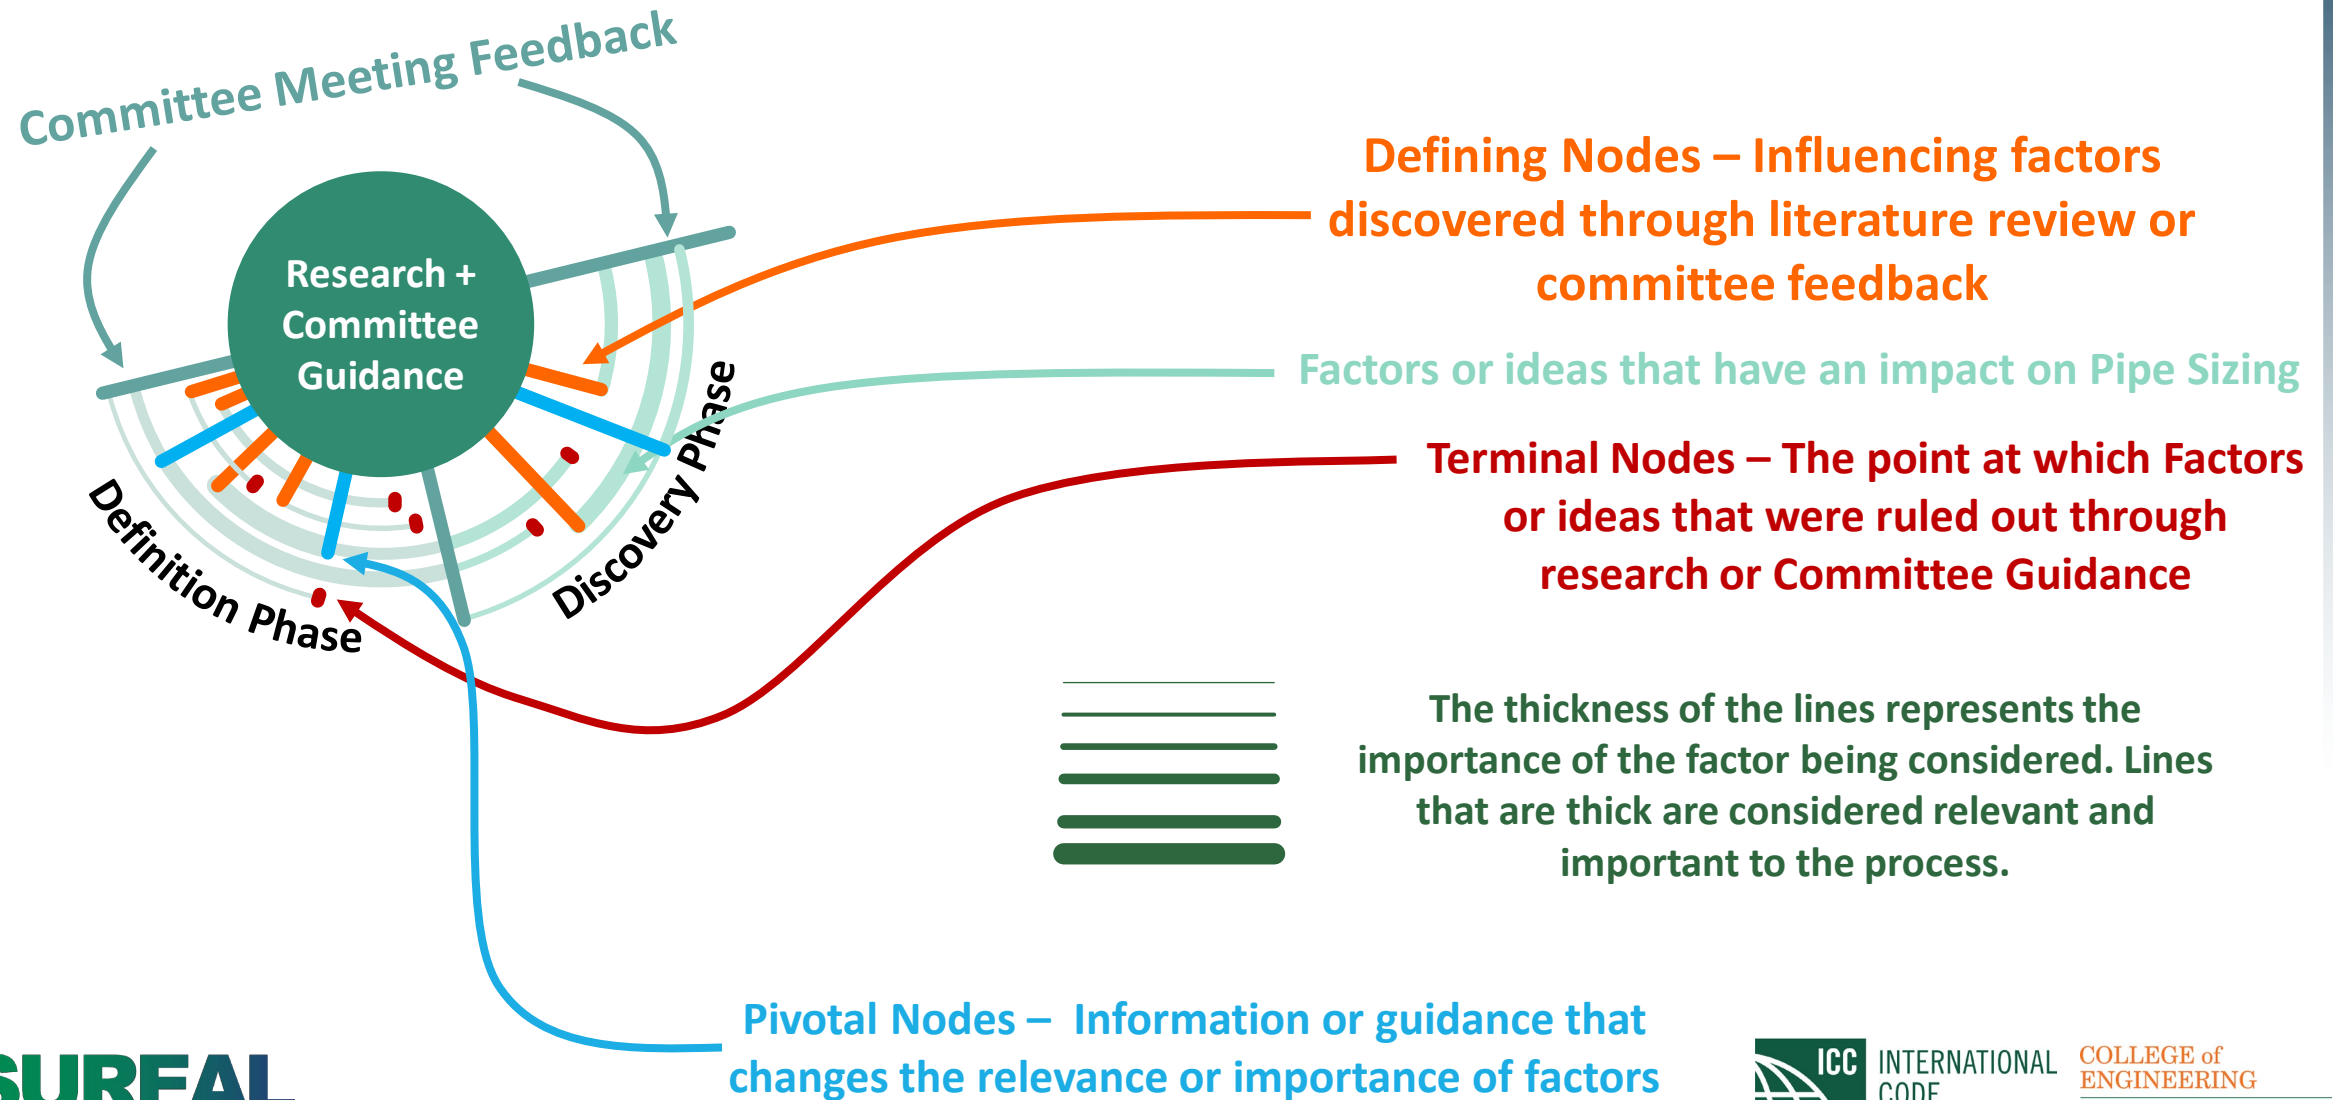 Committee Meeting Feedback
Research +
Committee
Guidance
Definition Phase
Discovery Phase
Defining Nodes – Influencing factors
discovered through literature review or
committee feedback
Factors or ideas that have an impact on Pipe Sizing
Terminal Nodes – The point at which Factors
or ideas that were ruled out through
research or Committee Guidance
The thickness of the lines represents the
importance of the factor being considered. Lines
that are thick are considered relevant and
important to the process.
Pivotal Nodes – Information or guidance that
changes the relevance or importance of factors
SURFAL
ICC
INTERNATIONAL
CODE
COLLEGE of
ENGINEERING